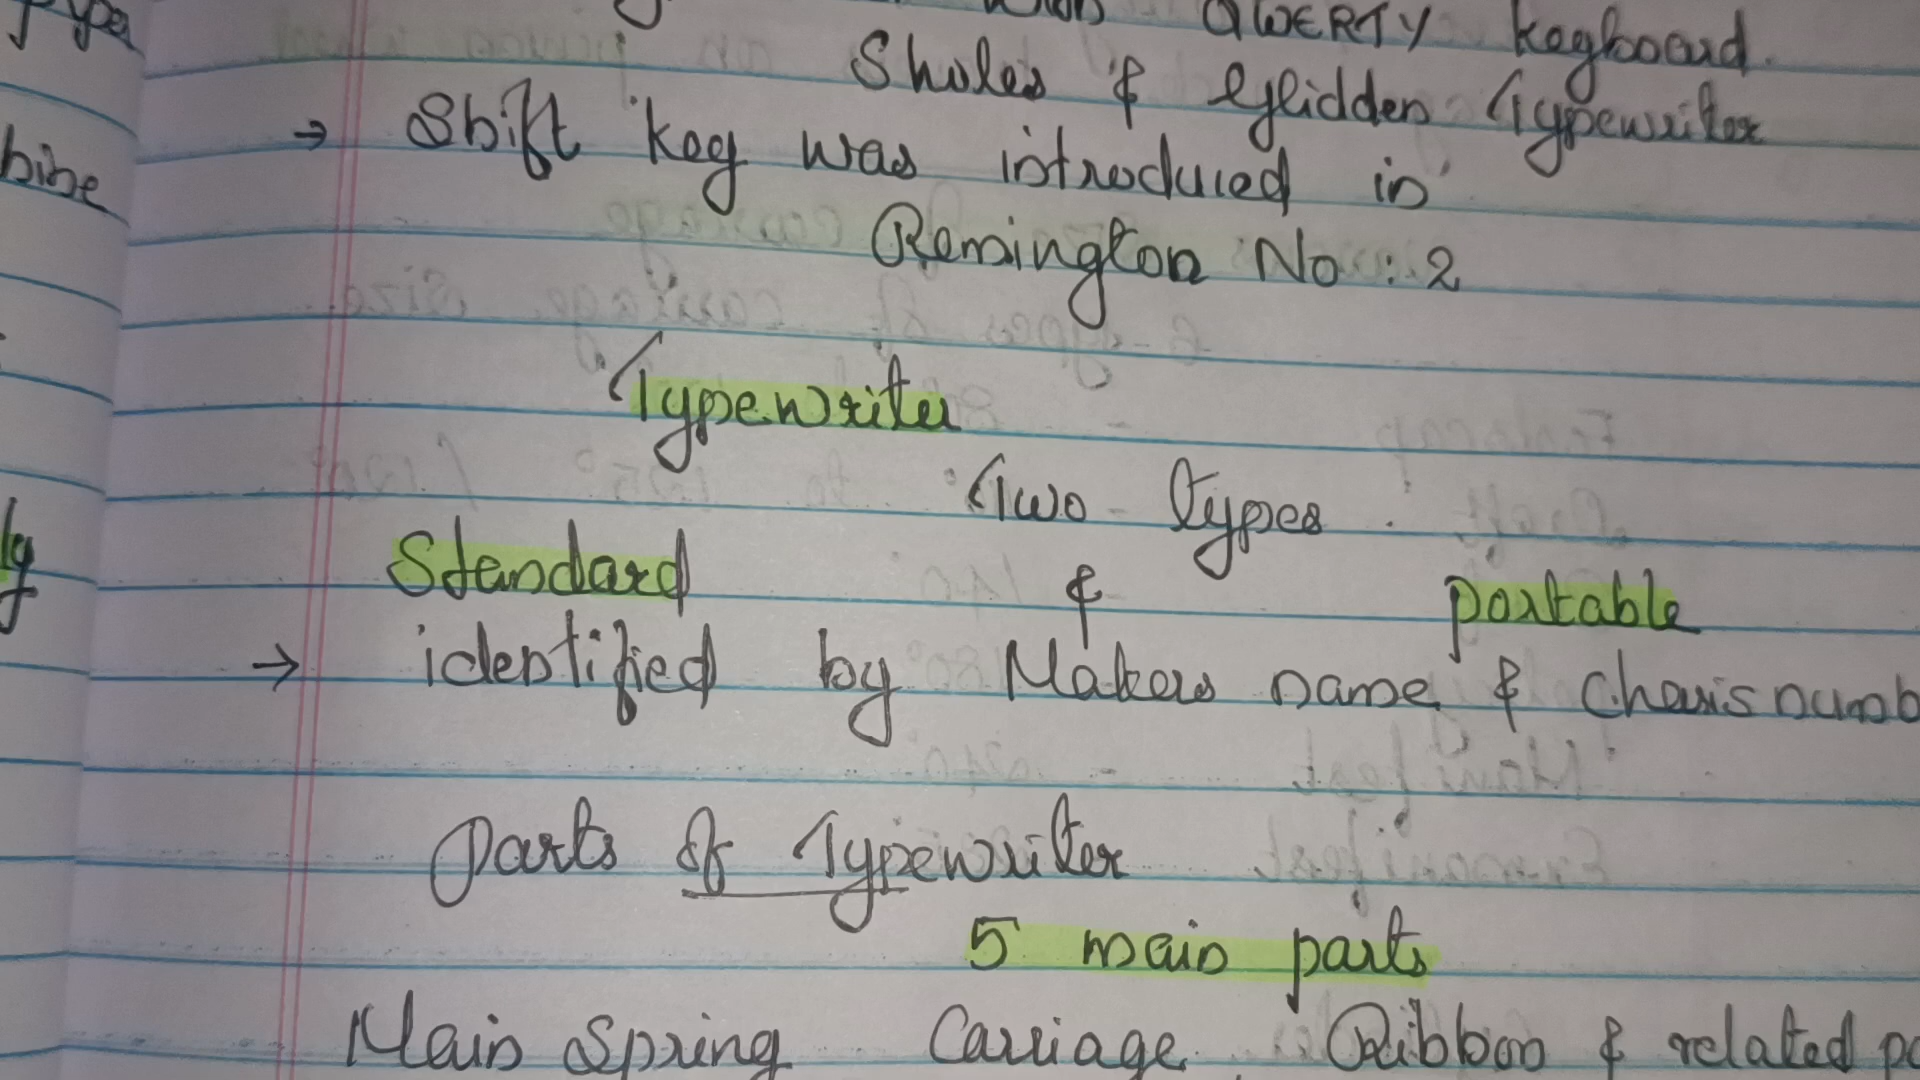 QWERTY keyboard
Sholes & Glidden Typewriter
→ Shift key was introduced in
Remington No : 2
Typewriter
Two types
Standard & portable
→ identified by Makers name & Chasis numb
Parts of Typewriter
5 main parts
Main Spring Carriage Ribbon & related